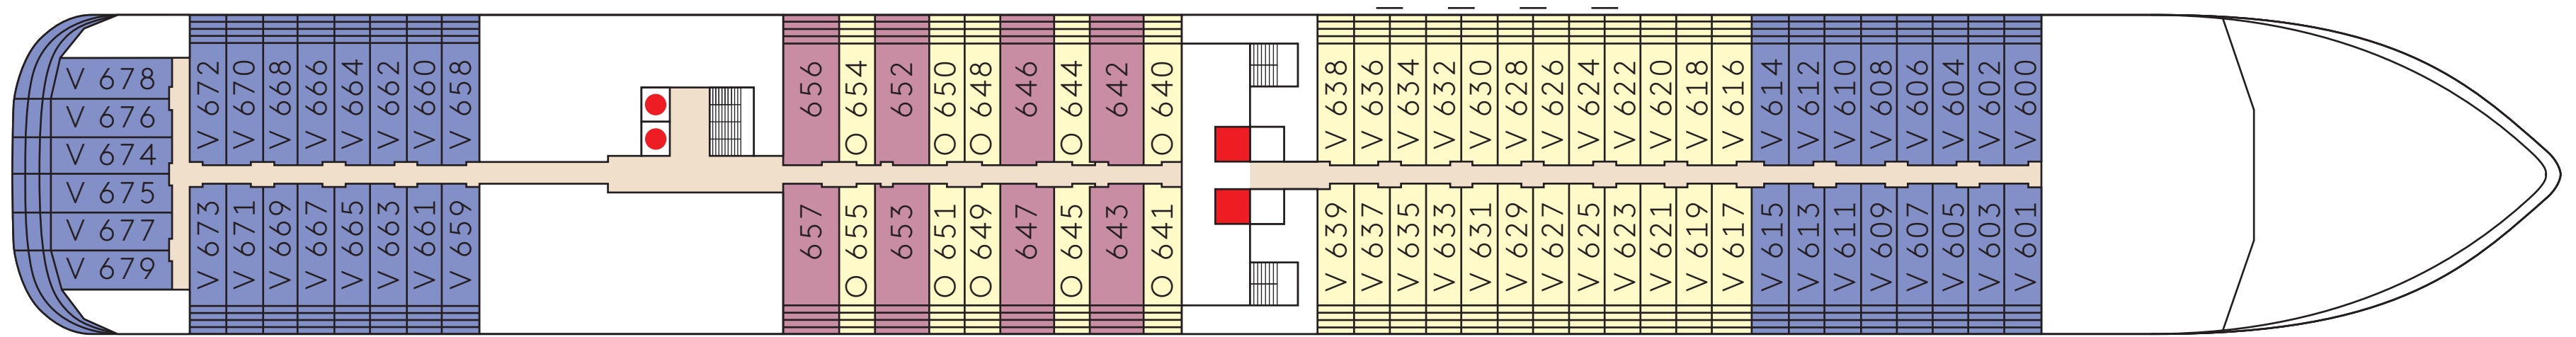 V 678
V 676
V 674
V 675
V 677
V 679
V 672
V 670
V 668
V 666
V 664
V 662
V 660
V 658
656
O 654
652
O 650
O 648
646
O 644
642
O 640
V 638
V 636
V 634
V 632
V 630
V 628
V 626
V 624
V 622
V 620
V 618
V 616
V 614
V 612
V 610
V 608
V 606
V 604
V 602
V 600
V 673
V 671
V 669
V 667
V 665
V 663
V 661
V 659
657
O 655
653
O 651
O 649
647
O 645
643
O 641
V 639
V 637
V 635
V 633
V 631
V 629
V 627
V 625
V 623
V 621
V 619
V 617
V 615
V 613
V 611
V 609
V 607
V 605
V 603
V 601